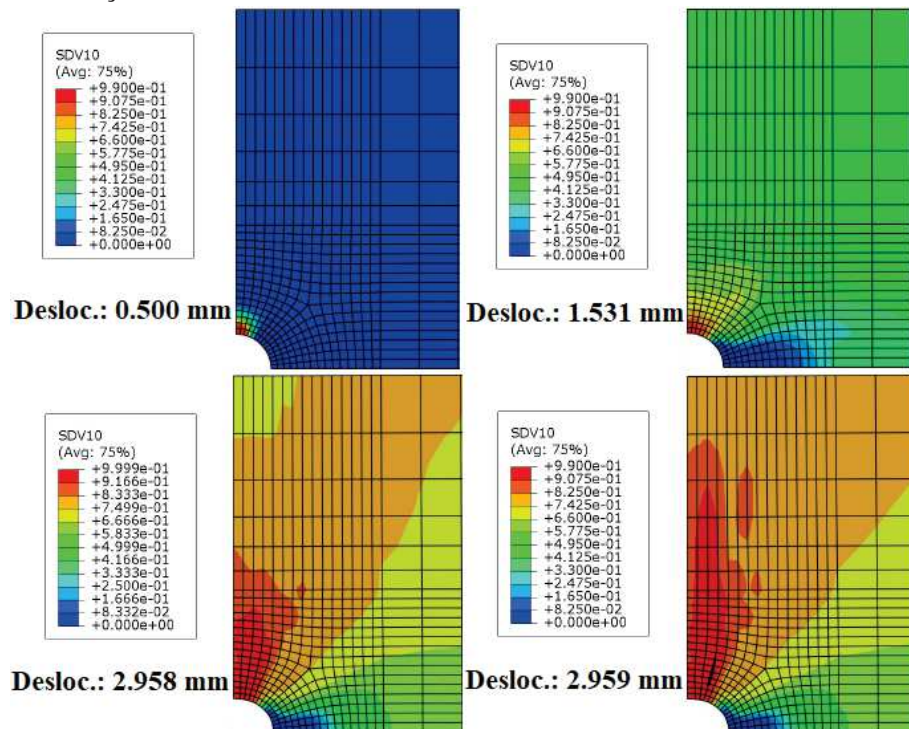 SDV10
(Avg: 75%)
+9.900e-01
+9.075e-01
+8.250e-01
+7.425e-01
+6.600e-01
+5.775e-01
+4.950e-01
+4.125e-01
+3.300e-01
+2.475e-01
+1.650e-01
+8.250e-02
+0.000e+00
Desloc.: 0.500 mm
SDV10
(Avg: 75%)
+9.900e-01
+9.075e-01
+8.250e-01
+7.425e-01
+6.600e-01
+5.775e-01
+4.950e-01
+4.125e-01
+3.300e-01
+2.475e-01
+1.650e-01
+8.250e-02
+0.000e+00
Desloc.: 1.531 mm
SDV10
(Avg: 75%)
+9.999e-01
+9.166e-01
+8.333e-01
+7.499e-01
+6.666e-01
+5.833e-01
+4.999e-01
+4.166e-01
+3.333e-01
+2.500e-01
+1.666e-01
+8.332e-02
+0.000e+00
Desloc.: 2.958 mm
SDV10
(Avg: 75%)
+9.900e-01
+9.075e-01
+8.250e-01
+7.425e-01
+6.600e-01
+5.775e-01
+4.950e-01
+4.125e-01
+3.300e-01
+2.475e-01
+1.650e-01
+8.250e-02
+0.000e+00
Desloc.: 2.959 mm